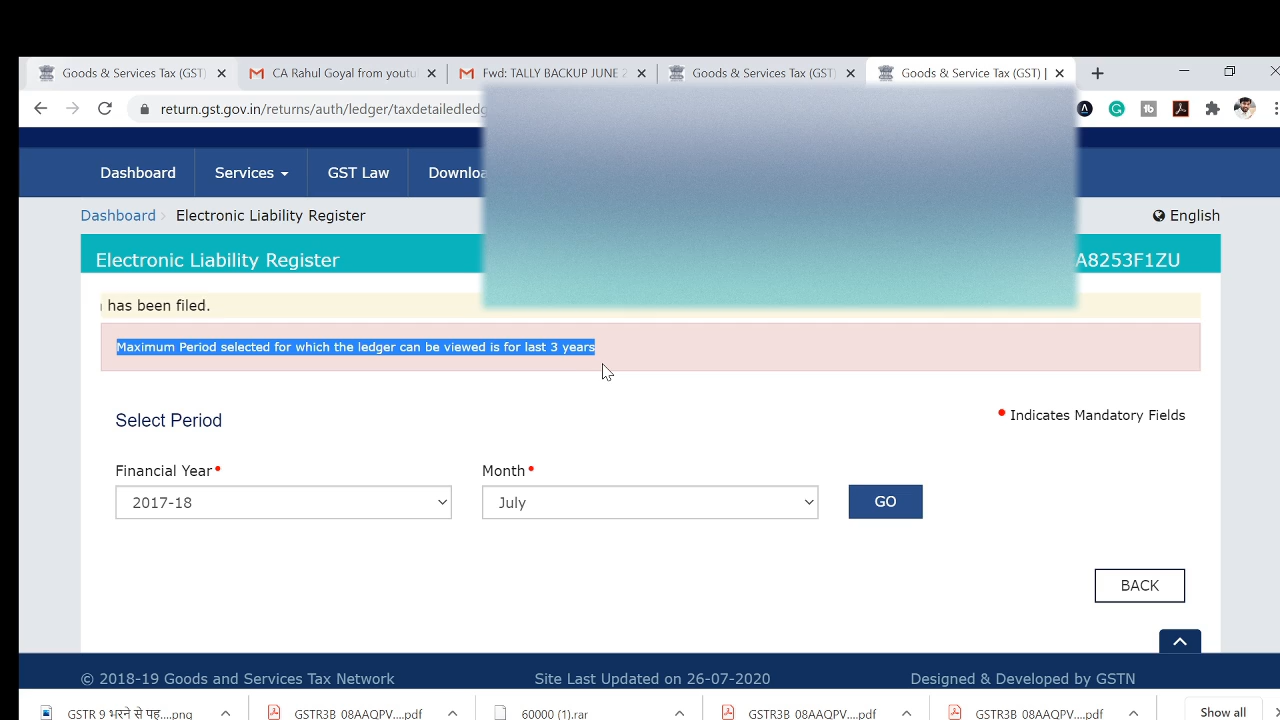 Goods & Services Tax (GST)
CA Rahul Goyal from youtu
Fwd: TALLY BACKUP JUNE 2
Goods & Services Tax (GST)
Goods & Service Tax (GST) |
return.gst.gov.in/returns/auth/ledger/taxdetailedledg
Dashboard
Services
GST Law
Downloa
Dashboard > Electronic Liability Register
English
Electronic Liability Register
A8253F1ZU
has been filed.
Maximum Period selected for which the ledger can be viewed is for last 3 years
Select Period
• Indicates Mandatory Fields
Financial Year•
Month•
2017-18
July
GO
BACK
© 2018-19 Goods and Services Tax Network
Site Last Updated on 26-07-2020
Designed & Developed by GSTN
GSTR 9 भरने से पह....png
GSTR3B_08AAQPV....pdf
60000 (1).rar
GSTR3B_08AAQPV....pdf
GSTR3B_08AAQPV....pdf
Show all